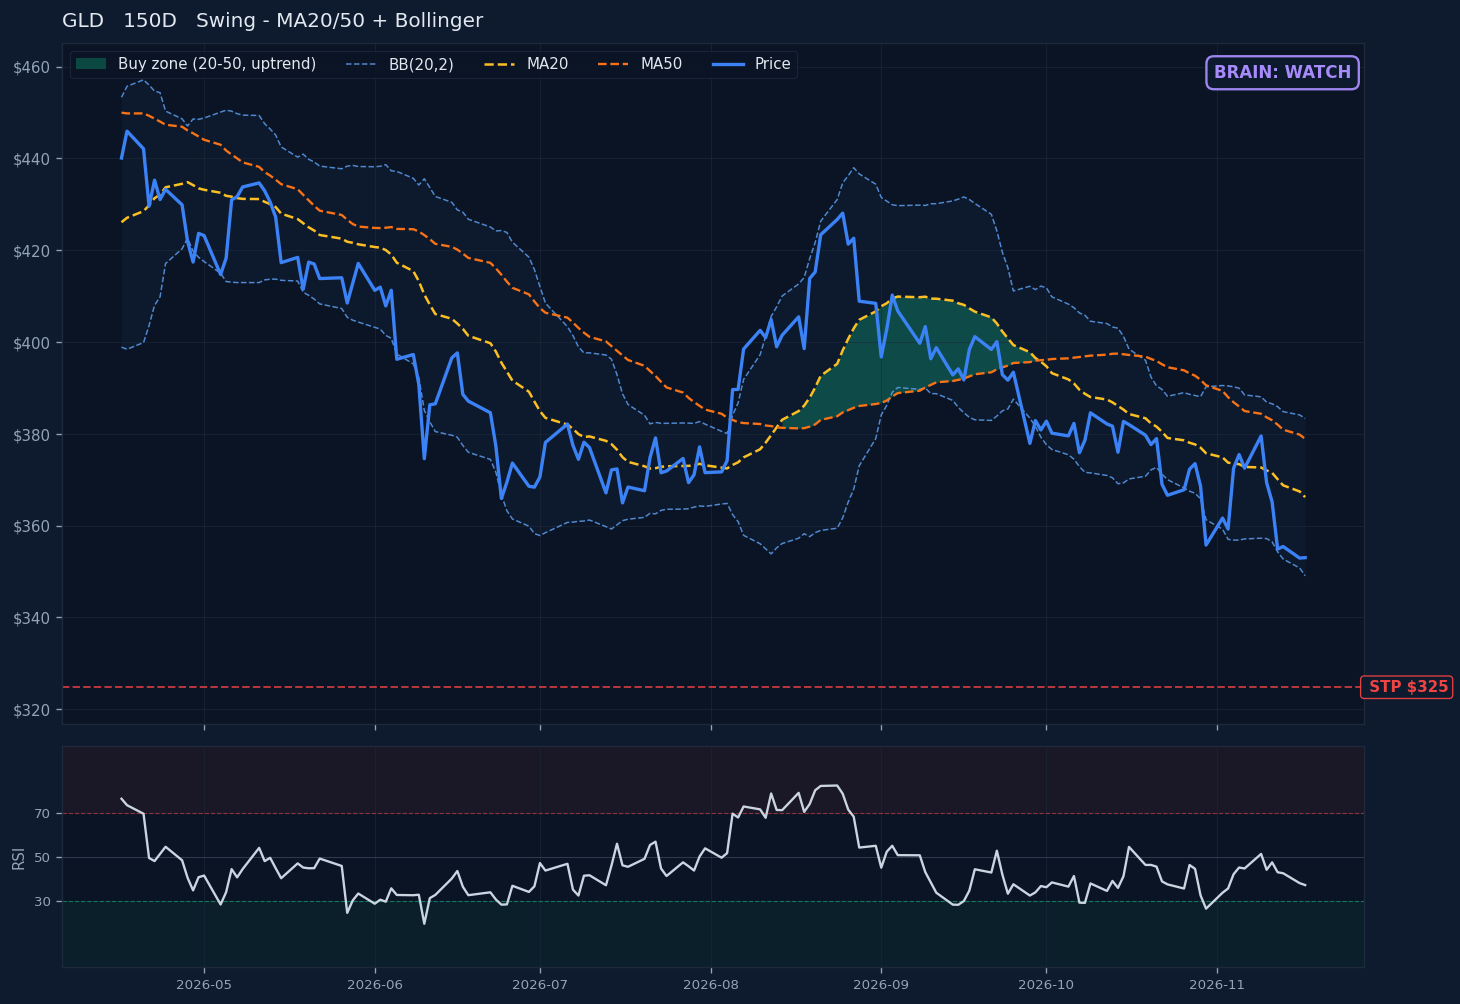 GLD 150D Swing - MA20/50 + Bollinger
Buy zone (20-50, uptrend) BB(20,2) MA20 MA50 Price
BRAIN: WATCH
$460
$440
$420
$400
$380
$360
$340
$320
STP $325
RSI
70
50
30
2026-05 2026-06 2026-07 2026-08 2026-09 2026-10 2026-11